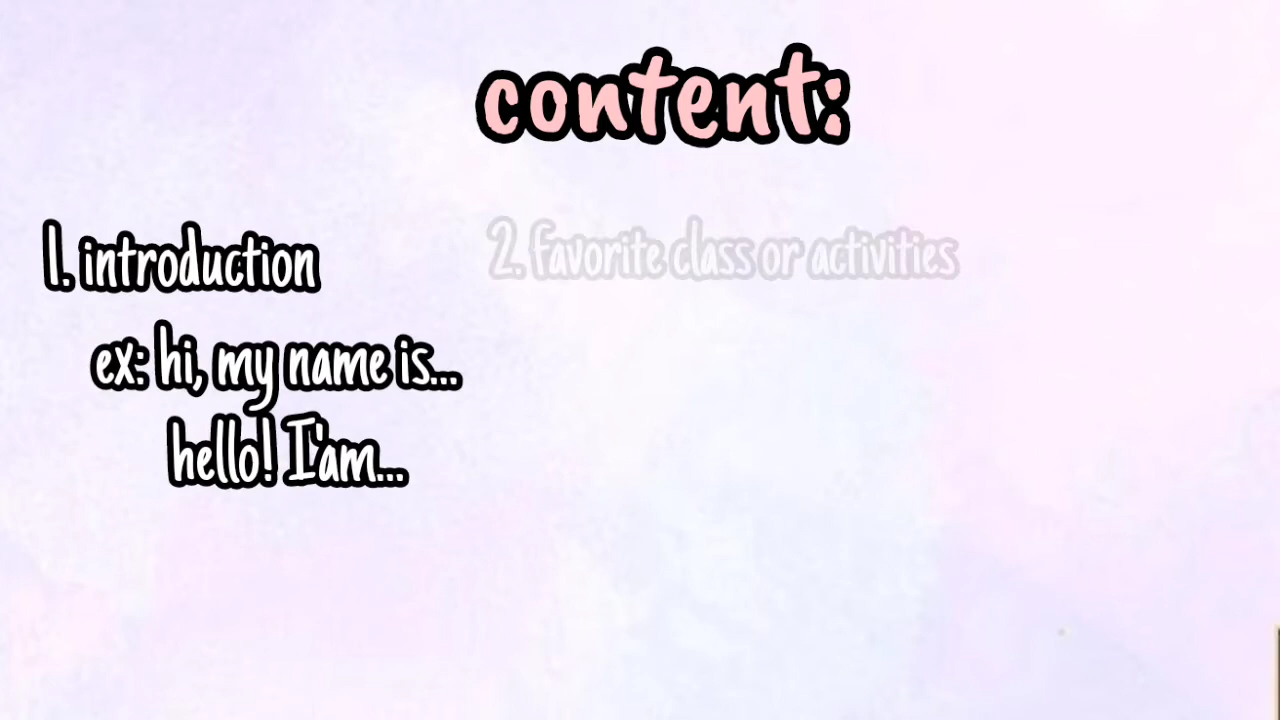 content:
1. introduction
ex: hi, my name is...
hello! I'am...
2. favorite class or activities